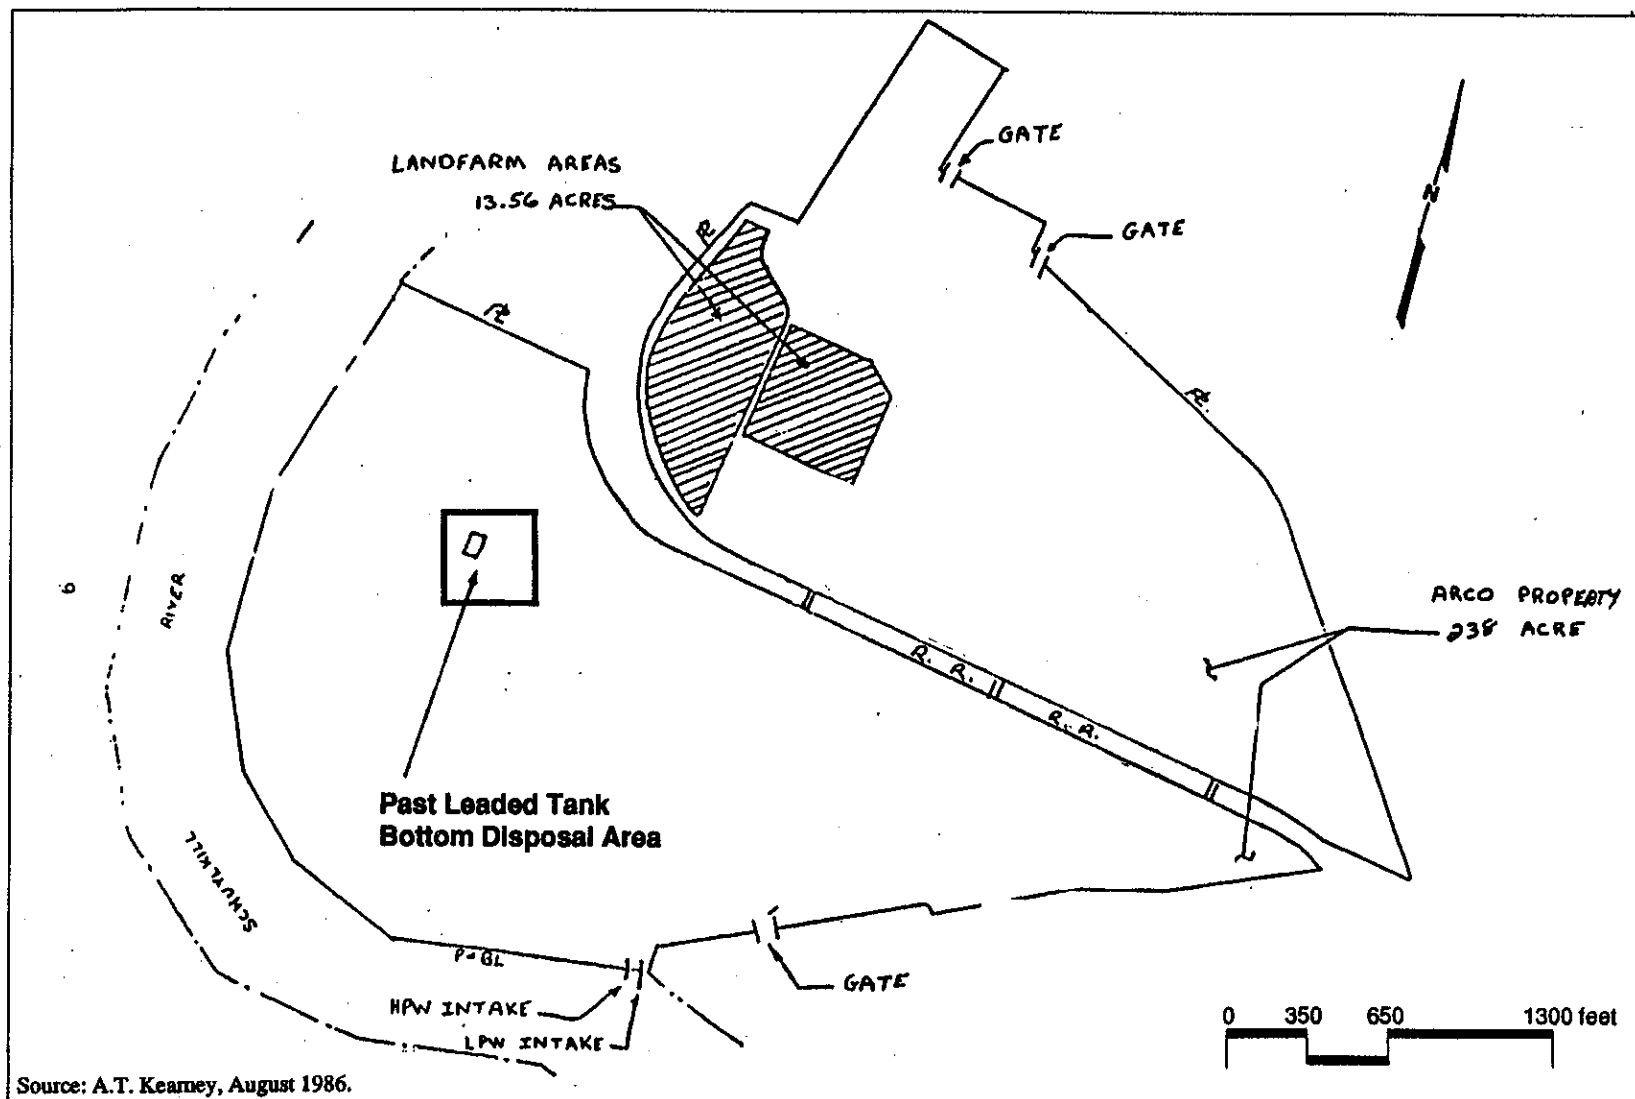 GATE
LANDFARM AREAS
13.56 ACRES
N
GATE
ARCO PROPERTY
238 ACRE
9
RIVER
R. R.
R. R.
Past Leaded Tank
Bottom Disposal Area
SCHUYLKILL
GATE
HPW INTAKE
LPW INTAKE
0 350 650 1300 feet
Source: A.T. Kearney, August 1986.